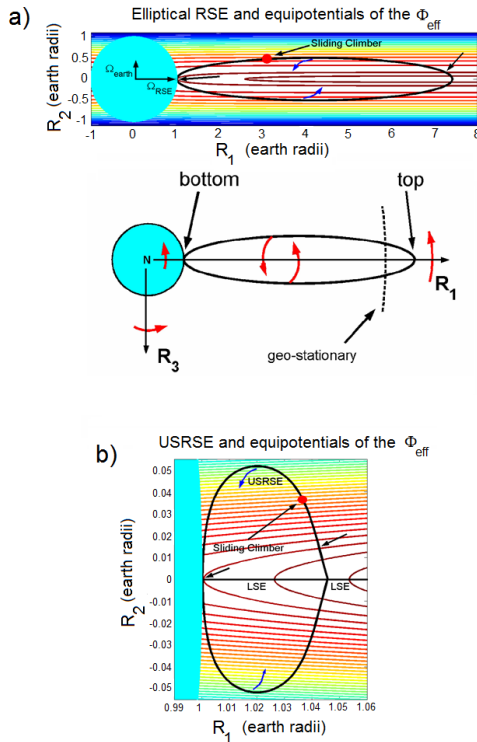 a)
Elliptical RSE and equipotentials of the Φeff
Sliding Climber
1
0.5
0
-0.5
-1
R2 (earth radii)
Ωearth
ΩRSE
-1 0 1 2 3 4 5 6 7 8
R1 (earth radii)
bottom
top
N
R1
R3
geo-stationary
b)
USRSE and equipotentials of the Φeff
0.05
0.04
0.03
0.02
0.01
0
-0.01
-0.02
-0.03
-0.04
-0.05
R2 (earth radii)
USRSE
Sliding Climber
LSE
LSE
0.99 1 1.01 1.02 1.03 1.04 1.05 1.06
R1 (earth radii)